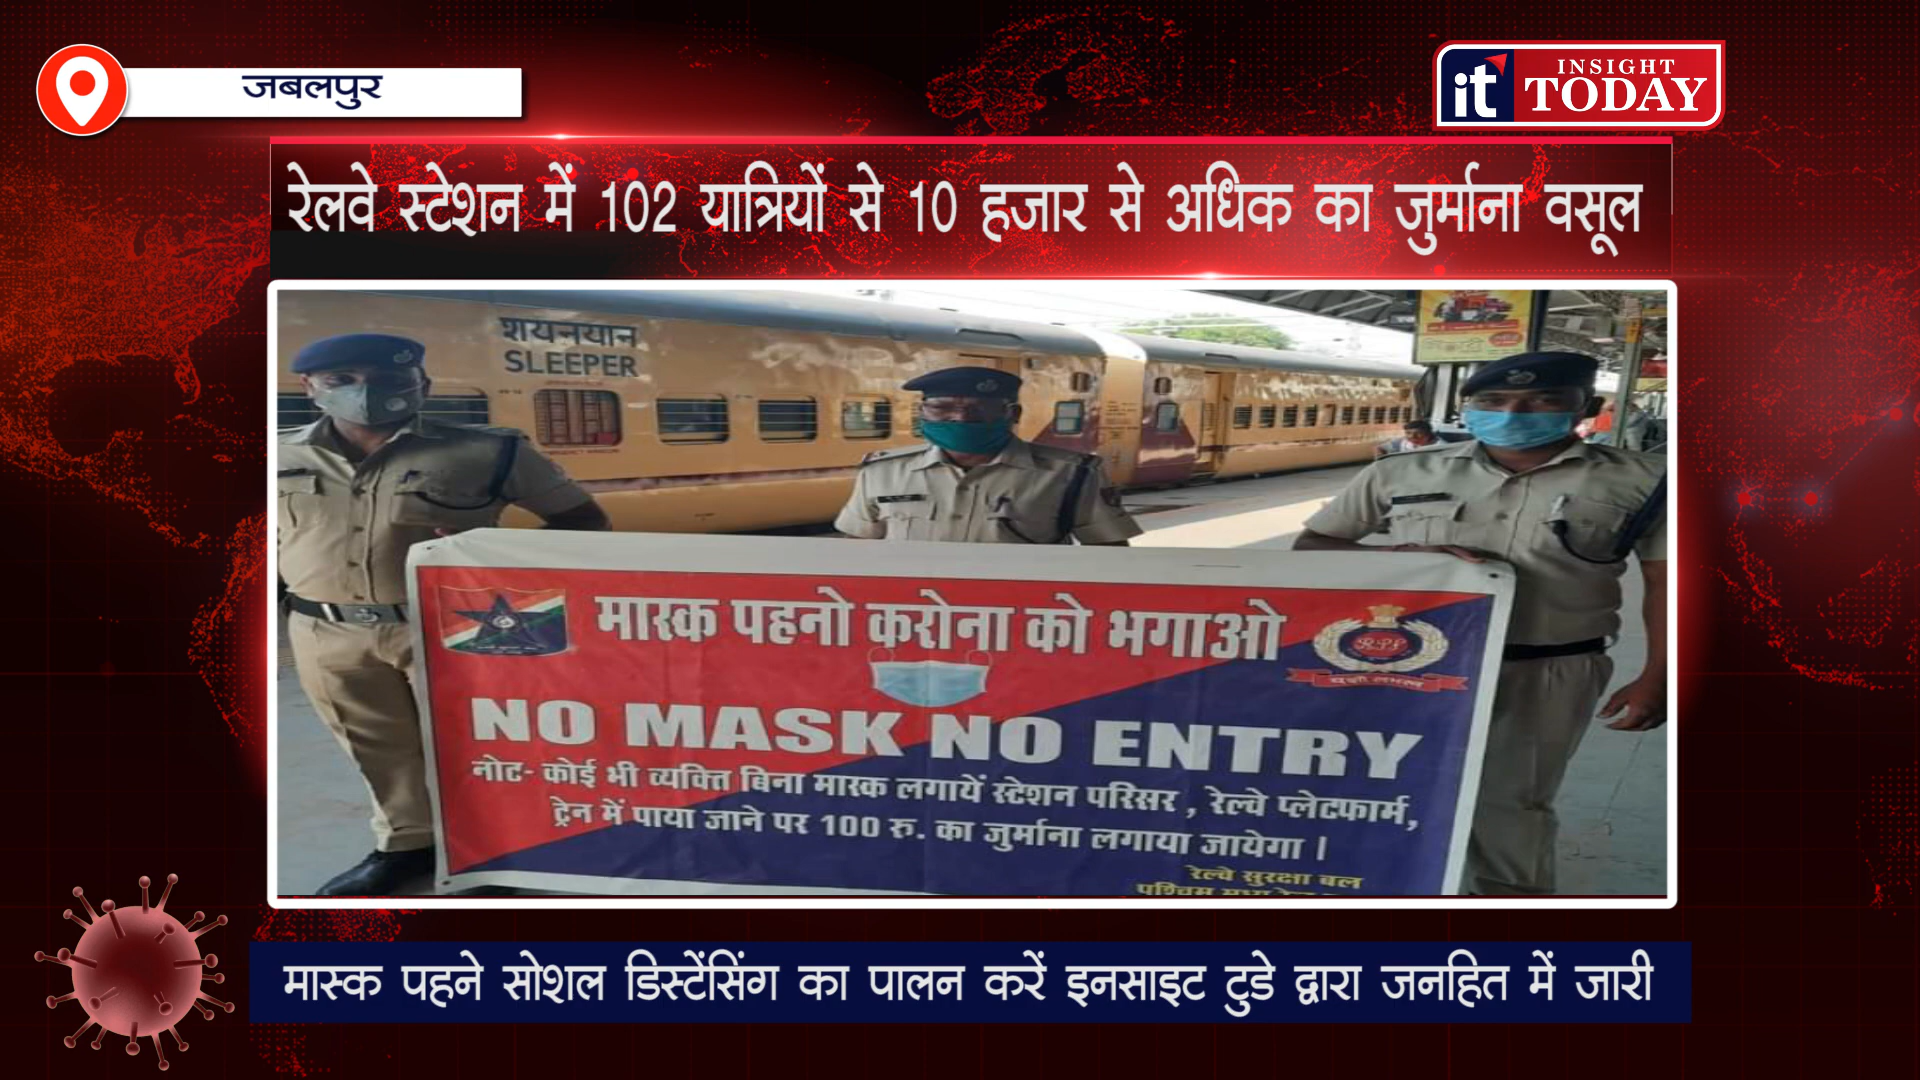 जबलपुर
it INSIGHT TODAY
रेलवे स्टेशन में 102 यात्रियों से 10 हजार से अधिक का जुर्माना वसूल
शयनयान
SLEEPER
मास्क पहनो करोना को भगाओ
NO MASK NO ENTRY
नोट- कोई भी व्यक्ति बिना मास्क लगायें स्टेशन परिसर , रेल्वे प्लेटफार्म,
ट्रेन में पाया जाने पर 100 रु. का जुर्माना लगाया जायेगा ।
रेल्वे सुरक्षा बल
पश्चिम मध्य रेल
मास्क पहने सोशल डिस्टेंसिंग का पालन करें इनसाइट टुडे द्वारा जनहित में जारी